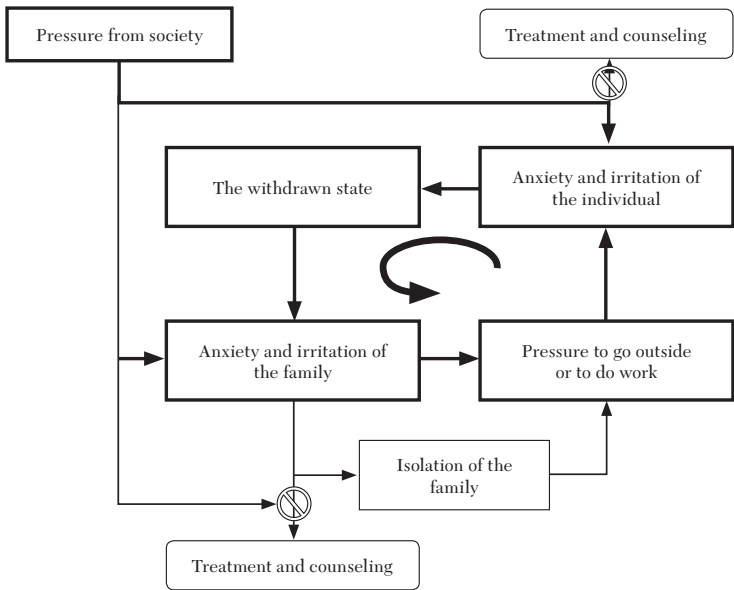 Pressure from society
Treatment and counseling
The withdrawn state
Anxiety and irritation of
the individual
Anxiety and irritation of
the family
Pressure to go outside
or to do work
Isolation of the
family
Treatment and counseling